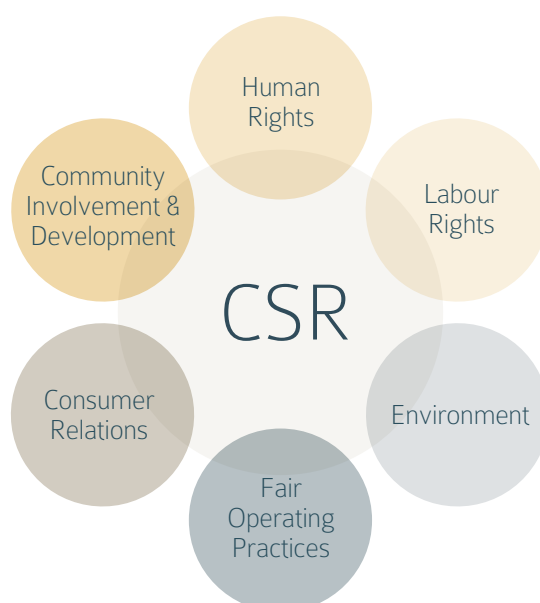 Human
Rights
Labour
Rights
Environment
Fair
Operating
Practices
Consumer
Relations
Community
Involvement &
Development
CSR